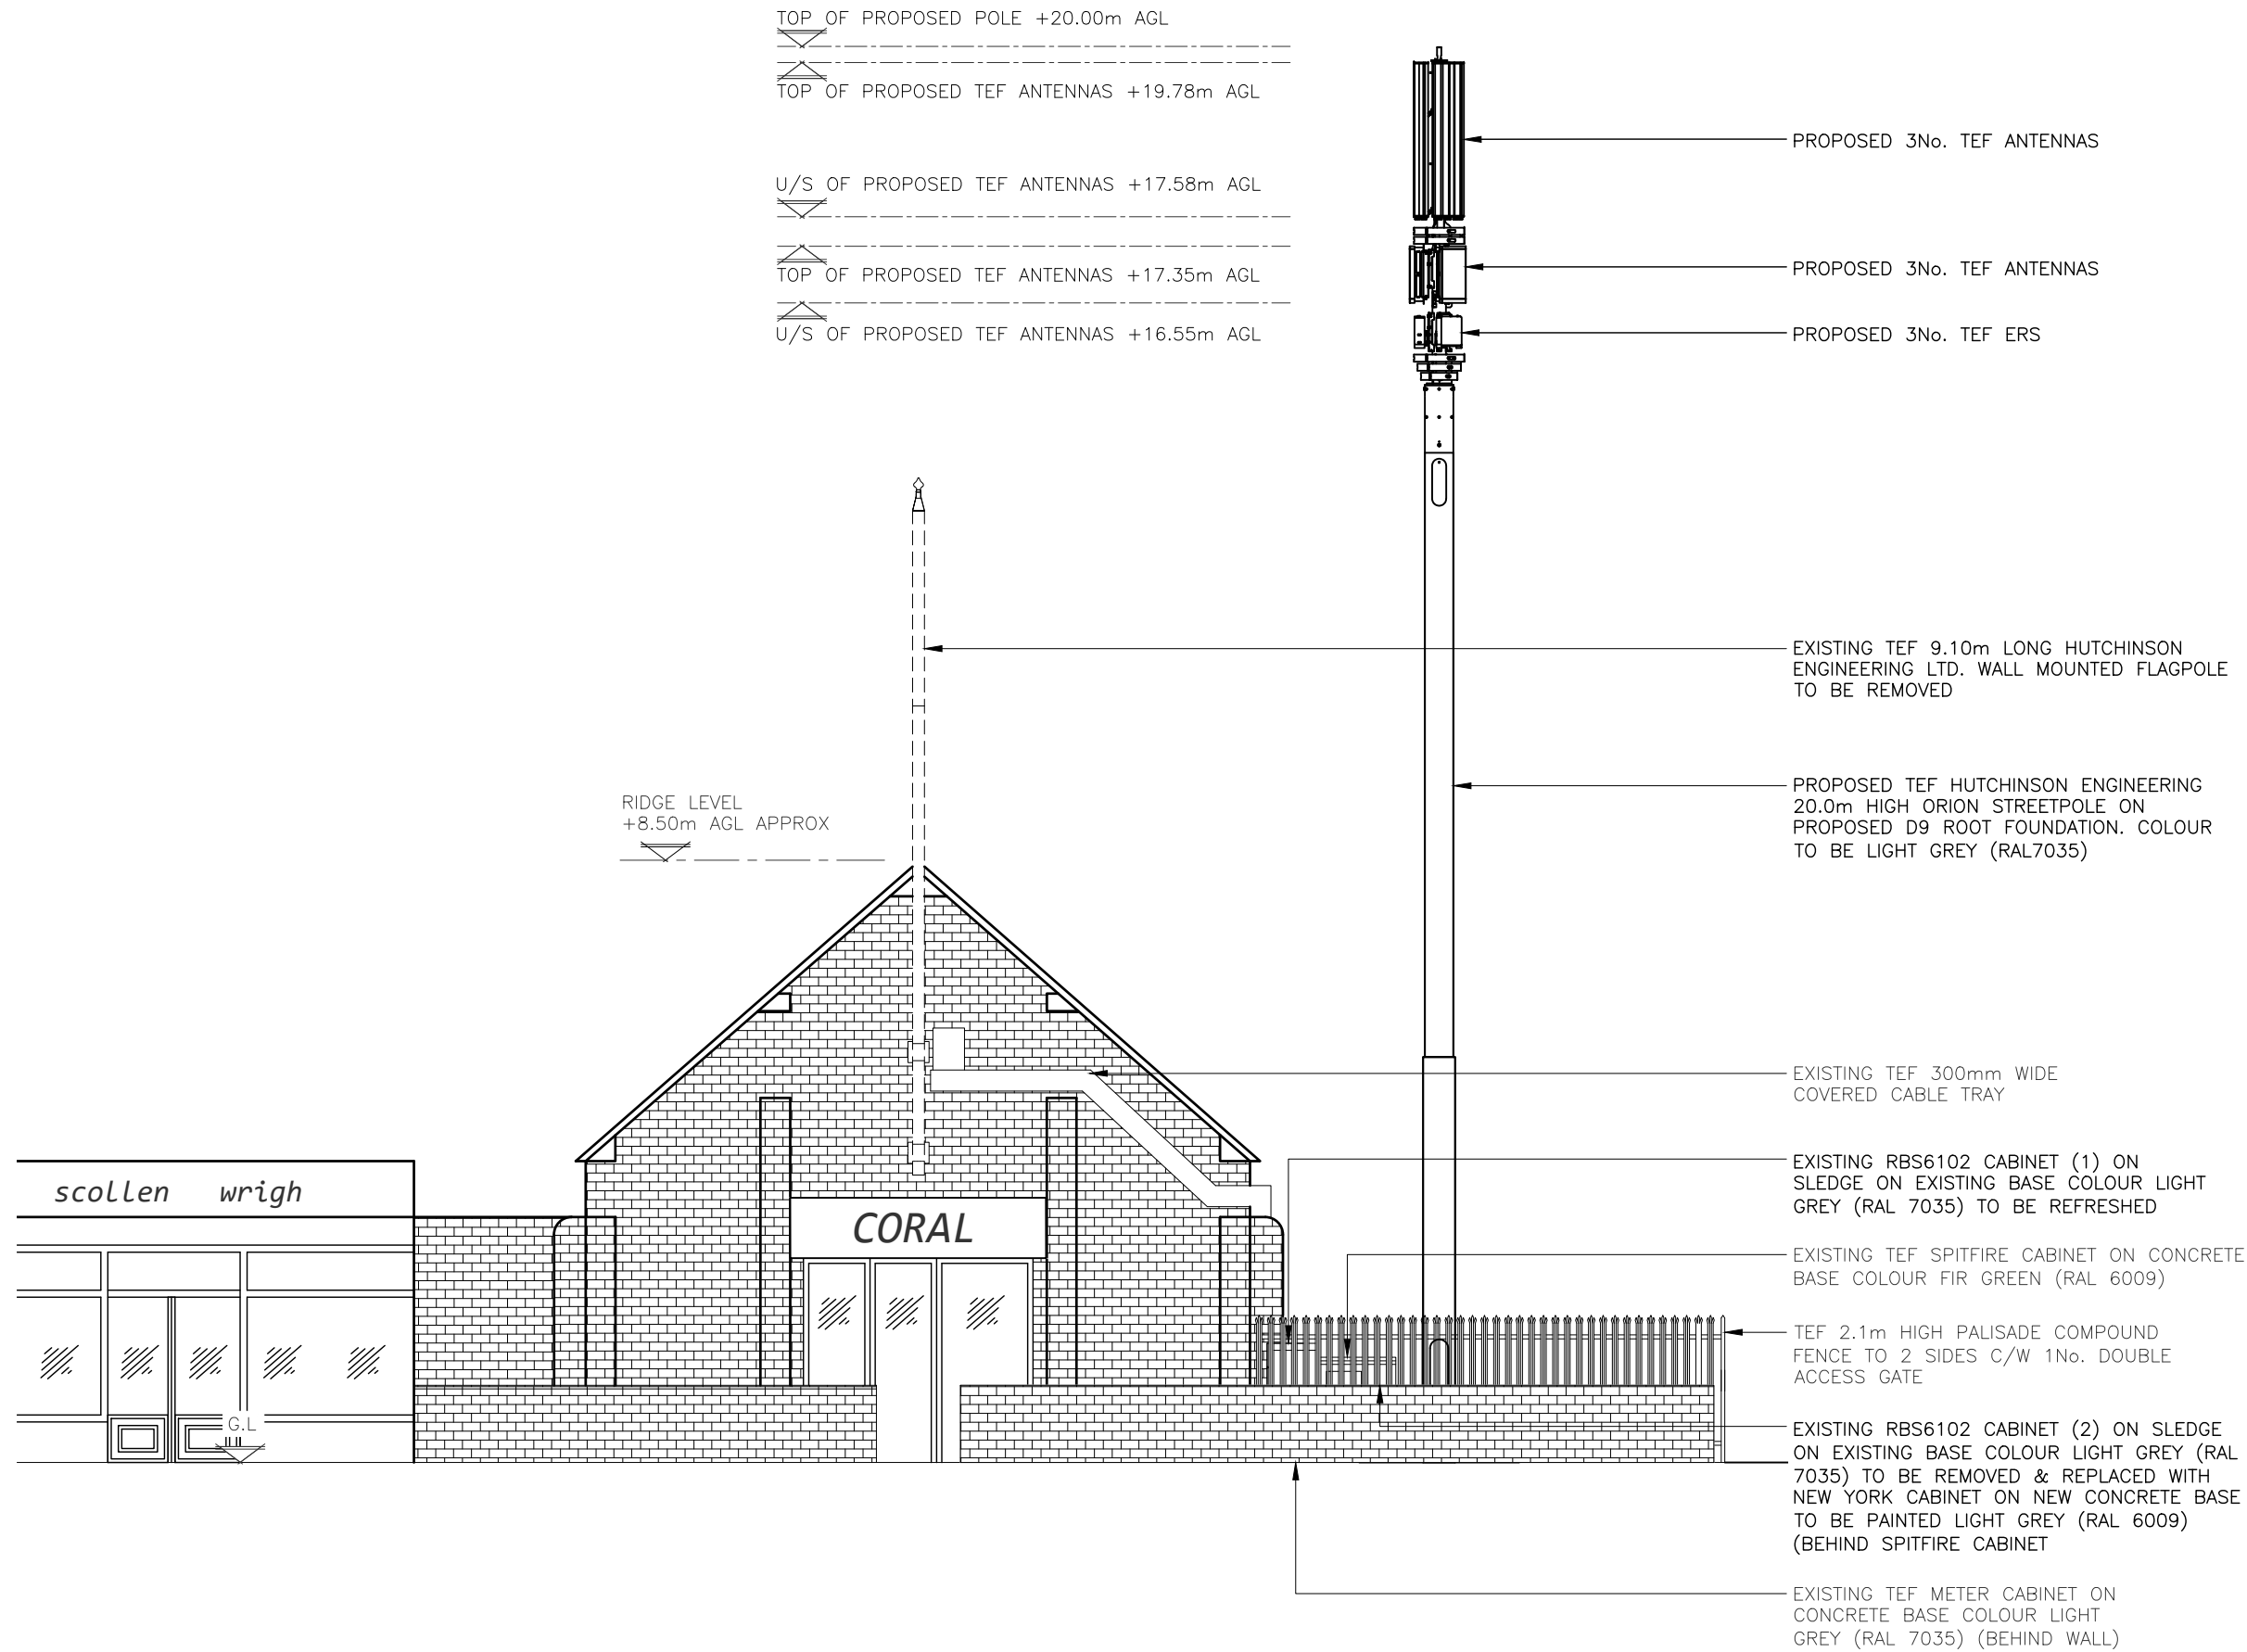 TOP OF PROPOSED POLE +20.00m AGL
TOP OF PROPOSED TEF ANTENNAS +19.78m AGL
U/S OF PROPOSED TEF ANTENNAS +17.58m AGL
TOP OF PROPOSED TEF ANTENNAS +17.35m AGL
U/S OF PROPOSED TEF ANTENNAS +16.55m AGL
PROPOSED 3No. TEF ANTENNAS
PROPOSED 3No. TEF ANTENNAS
PROPOSED 3No. TEF ERS
EXISTING TEF 9.10m LONG HUTCHINSON
ENGINEERING LTD. WALL MOUNTED FLAGPOLE
TO BE REMOVED
PROPOSED TEF HUTCHINSON ENGINEERING
20.0m HIGH ORION STREETPOLE ON
PROPOSED D9 ROOT FOUNDATION. COLOUR
TO BE LIGHT GREY (RAL7035)
RIDGE LEVEL
+8.50m AGL APPROX
EXISTING TEF 300mm WIDE
COVERED CABLE TRAY
EXISTING RBS6102 CABINET (1) ON
SLEDGE ON EXISTING BASE COLOUR LIGHT
GREY (RAL 7035) TO BE REFRESHED
scollen wrigh
CORAL
EXISTING TEF SPITFIRE CABINET ON CONCRETE
BASE COLOUR FIR GREEN (RAL 6009)
TEF 2.1m HIGH PALISADE COMPOUND
FENCE TO 2 SIDES C/W 1No. DOUBLE
ACCESS GATE
G.L
EXISTING RBS6102 CABINET (2) ON SLEDGE
ON EXISTING BASE COLOUR LIGHT GREY (RAL
7035) TO BE REMOVED & REPLACED WITH
NEW YORK CABINET ON NEW CONCRETE BASE
TO BE PAINTED LIGHT GREY (RAL 6009)
(BEHIND SPITFIRE CABINET
EXISTING TEF METER CABINET ON
CONCRETE BASE COLOUR LIGHT
GREY (RAL 7035) (BEHIND WALL)